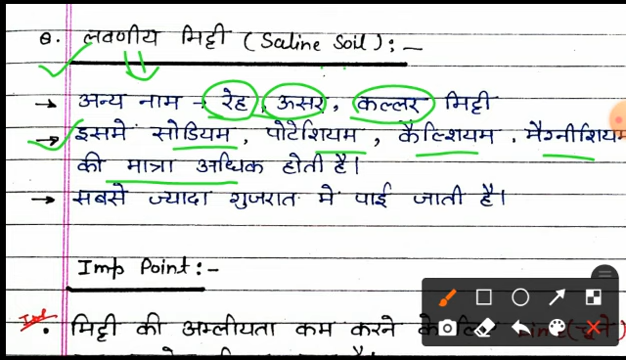 8. लवणीय मिट्टी (Saline Soil) :-
→ अन्य नाम → रेह, ऊसर, कल्लर मिट्टी
→ इसमें सोडियम, पोटेशियम, कैल्शियम, मैग्नीशियम
की मात्रा अधिक होती है।
→ सबसे ज्यादा गुजरात में पाई जाती है।
Imp Point :-
Imp. मिट्टी की अम्लीयता कम करने के